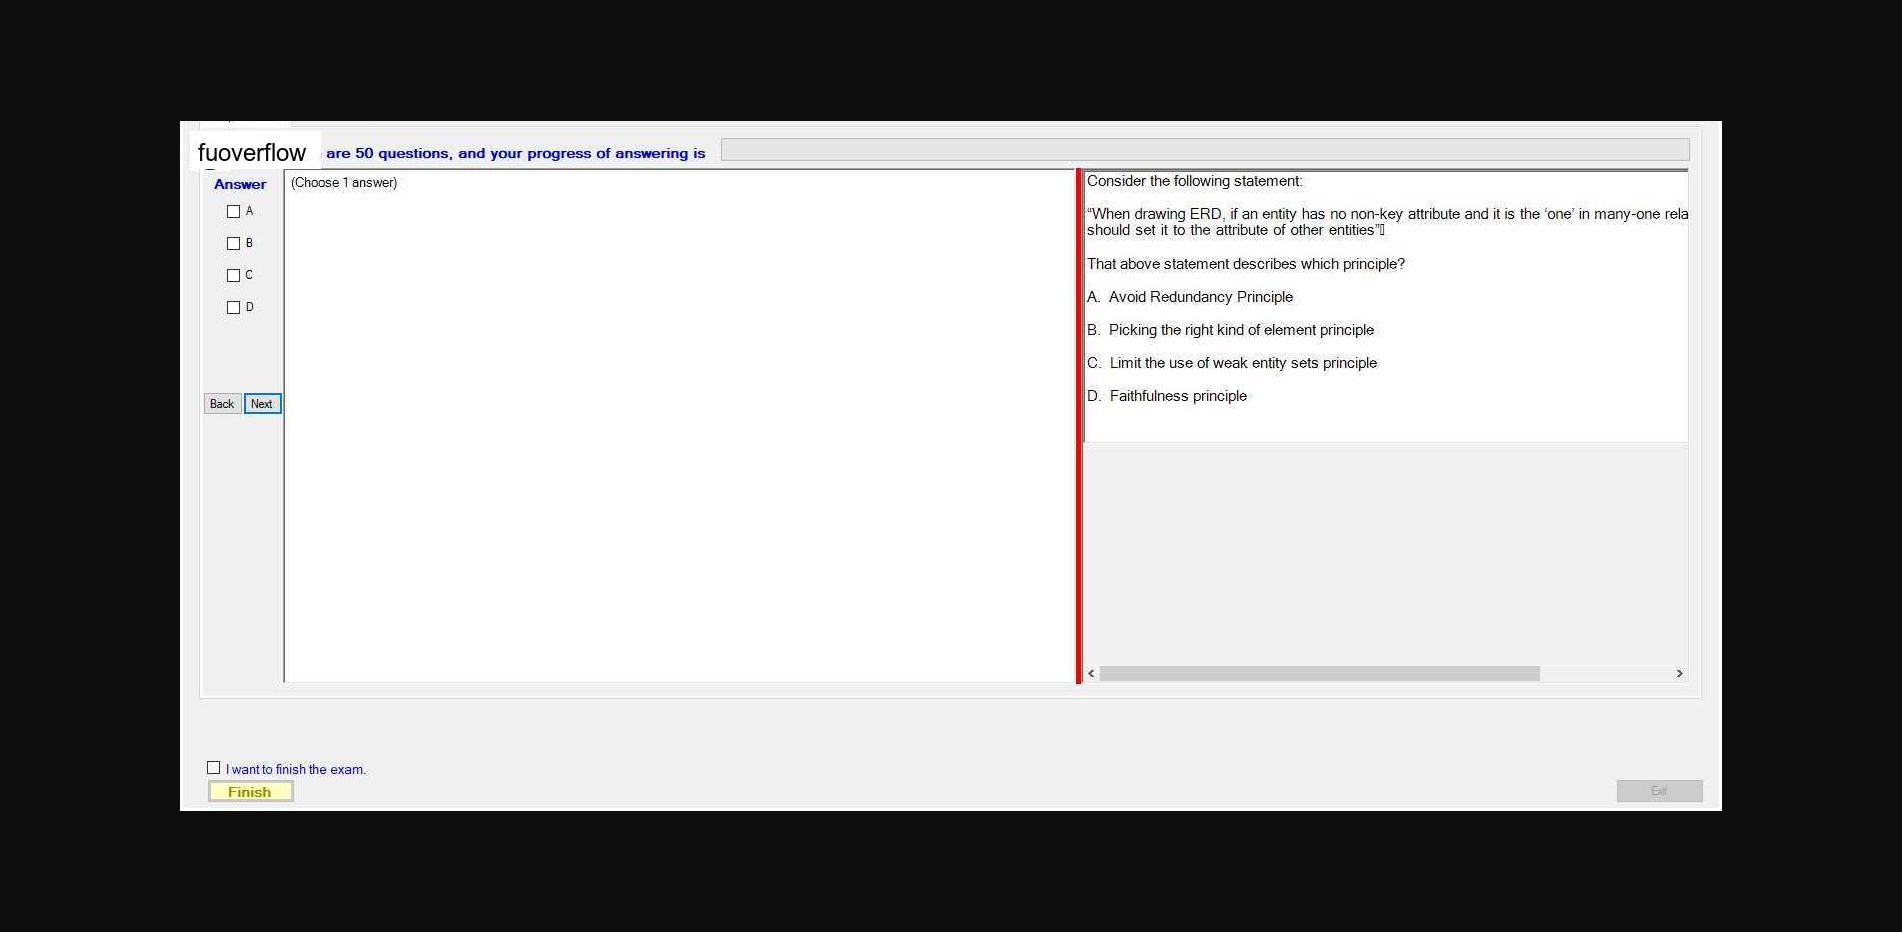 fuoverflow are 50 questions, and your progress of answering is
Answer
(Choose 1 answer)
A
B
C
D
Back Next
Consider the following statement:
“When drawing ERD, if an entity has no non-key attribute and it is the ‘one’ in many-one rela
should set it to the attribute of other entities”
That above statement describes which principle?
A. Avoid Redundancy Principle
B. Picking the right kind of element principle
C. Limit the use of weak entity sets principle
D. Faithfulness principle
I want to finish the exam.
Finish
Exit